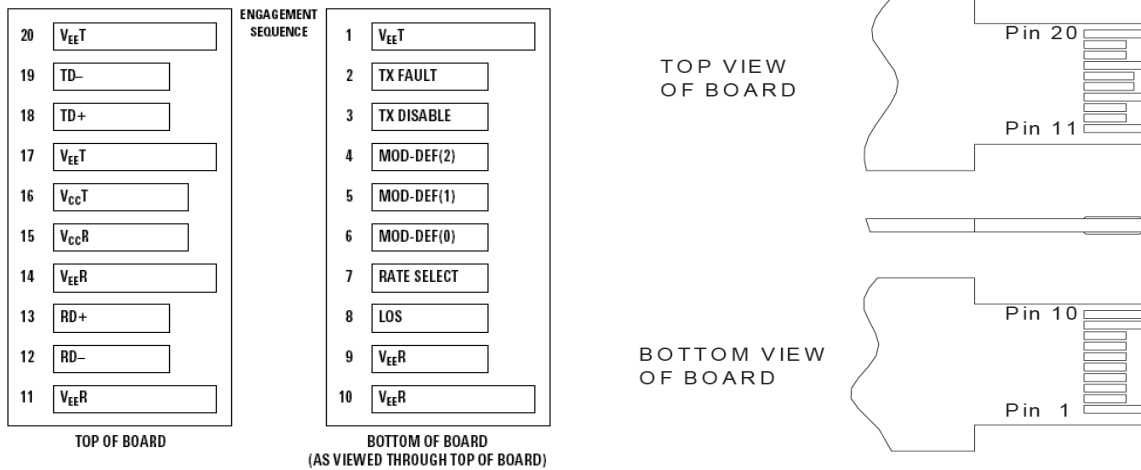 ENGAGEMENT
SEQUENCE
20 VEET
19 TD–
18 TD+
17 VEET
16 VCCT
15 VCCR
14 VEER
13 RD+
12 RD–
11 VEER
TOP OF BOARD
1 VEET
2 TX FAULT
3 TX DISABLE
4 MOD-DEF(2)
5 MOD-DEF(1)
6 MOD-DEF(0)
7 RATE SELECT
8 LOS
9 VEER
10 VEER
BOTTOM OF BOARD
(AS VIEWED THROUGH TOP OF BOARD)
TOP VIEW
OF BOARD
Pin 20
Pin 11
BOTTOM VIEW
OF BOARD
Pin 10
Pin 1